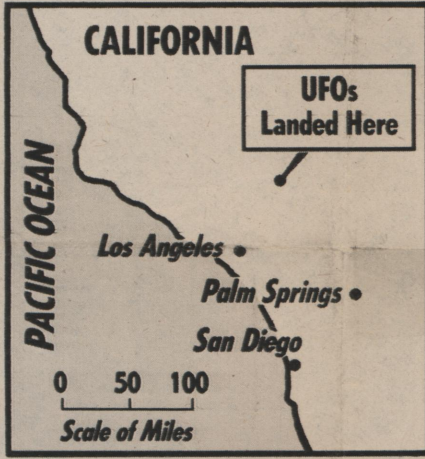 CALIFORNIA
UFOs
Landed Here
PACIFIC OCEAN
Los Angeles
Palm Springs
San Diego
0 50 100
Scale of Miles